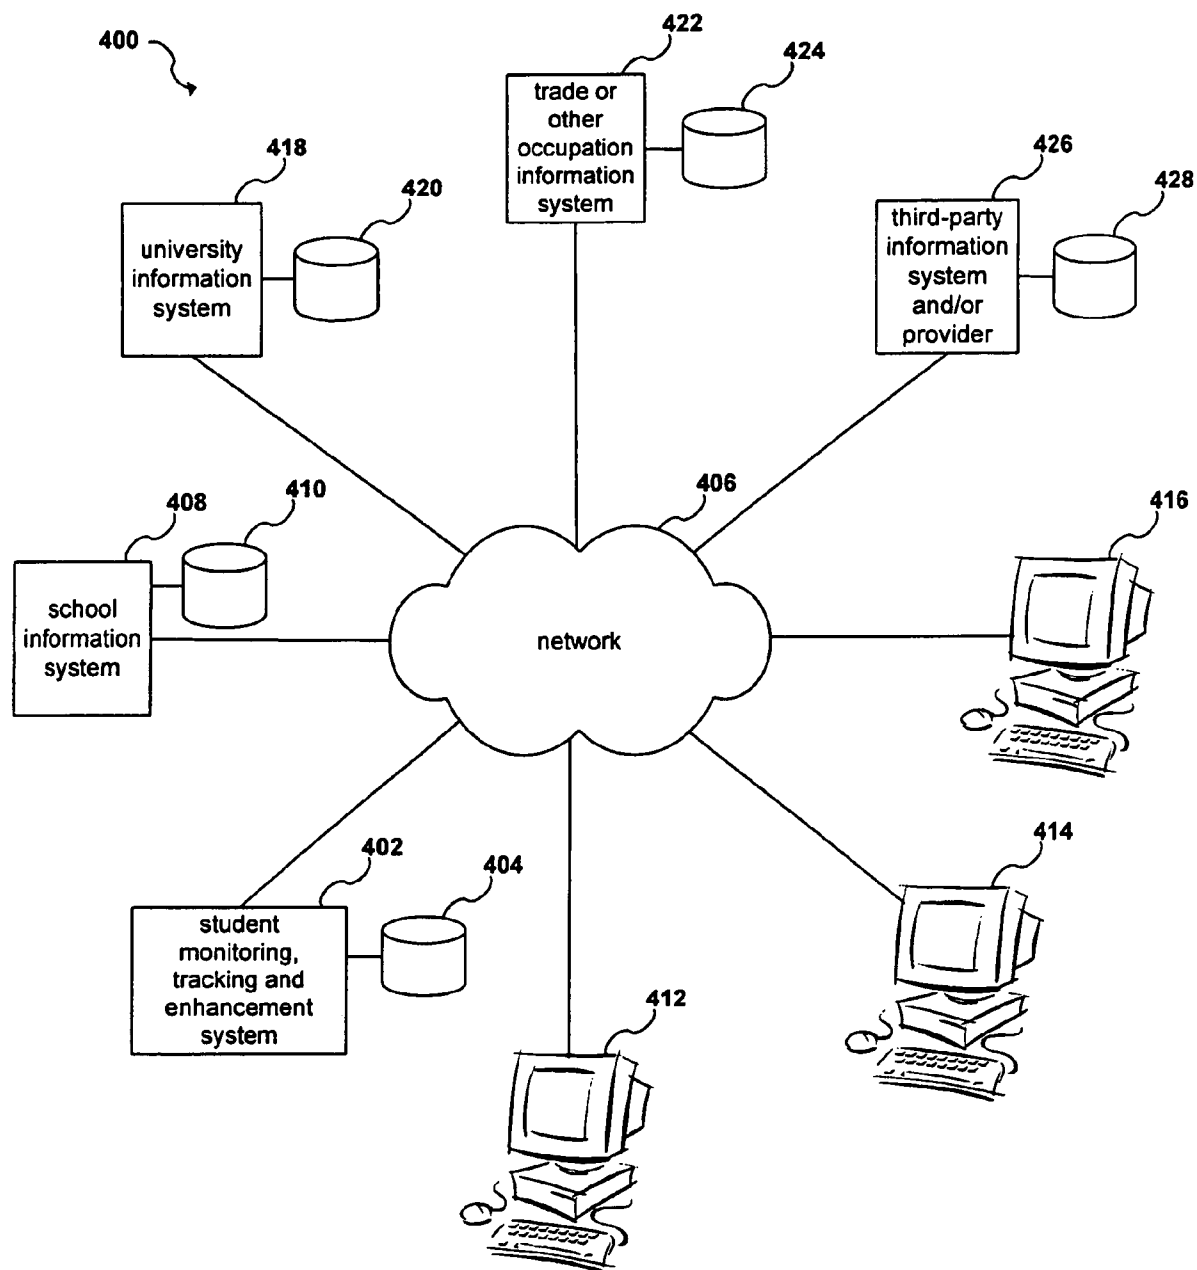 400
422
424
trade or
other
occupation
information
system
418
420
university
information
system
426
428
third-party
information
system
and/or
provider
408
410
school
information
system
406
network
416
402
404
student
monitoring,
tracking and
enhancement
system
414
412